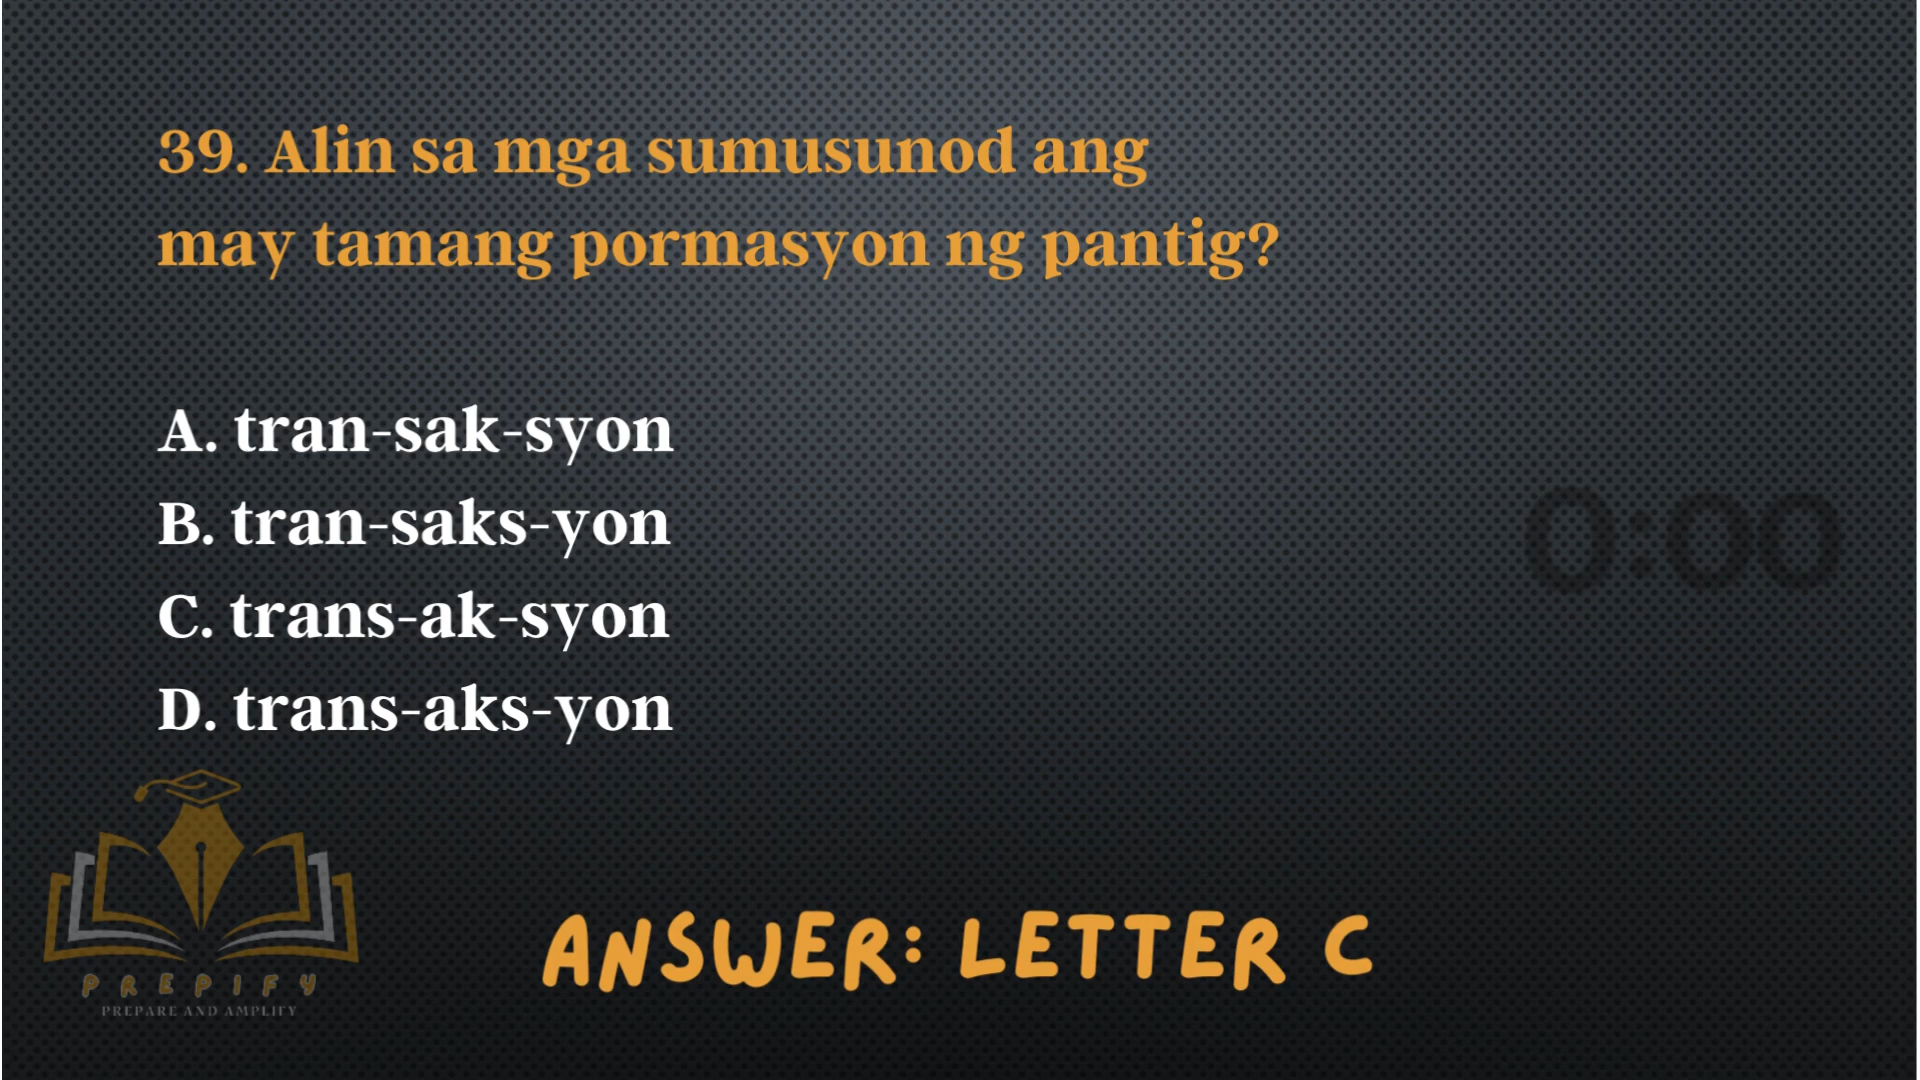 39. Alin sa mga sumusunod ang
may tamang pormasyon ng pantig?
A. tran-sak-syon
B. tran-saks-yon
C. trans-ak-syon
D. trans-aks-yon
0:00
PREPIFY
PREPARE AND AMPLIFY
ANSWER: LETTER C